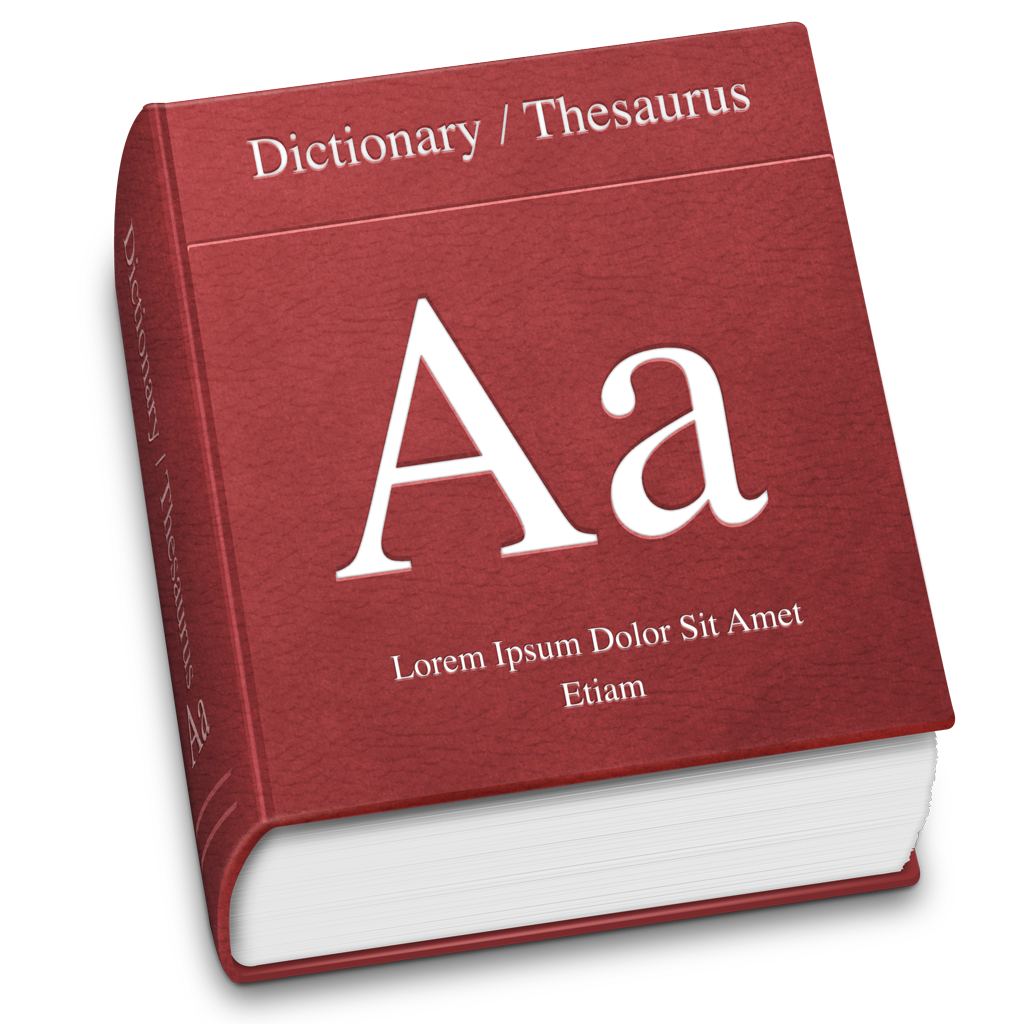 Dictionary / Thesaurus
Aa
Lorem Ipsum Dolor Sit Amet
Etiam
Dictionary / Thesaurus Aa